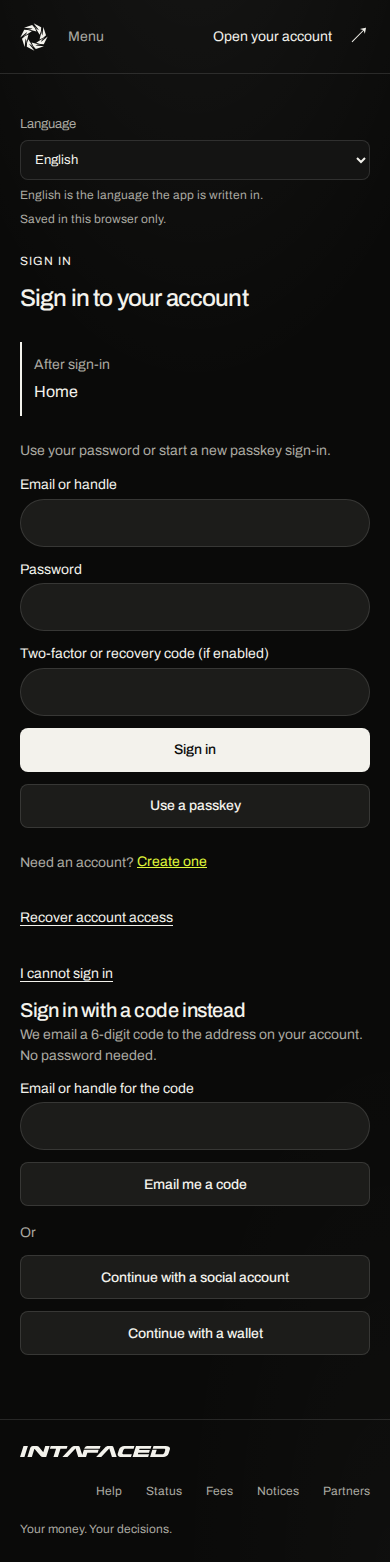 Menu
Open your account
Language
English
English is the language the app is written in.
Saved in this browser only.
SIGN IN
Sign in to your account
After sign-in
Home
Use your password or start a new passkey sign-in.
Email or handle
Password
Two-factor or recovery code (if enabled)
Sign in
Use a passkey
Need an account? Create one
Recover account access
I cannot sign in
Sign in with a code instead
We email a 6-digit code to the address on your account.
No password needed.
Email or handle for the code
Email me a code
Or
Continue with a social account
Continue with a wallet
INTAFACED
Help Status Fees Notices Partners
Your money. Your decisions.